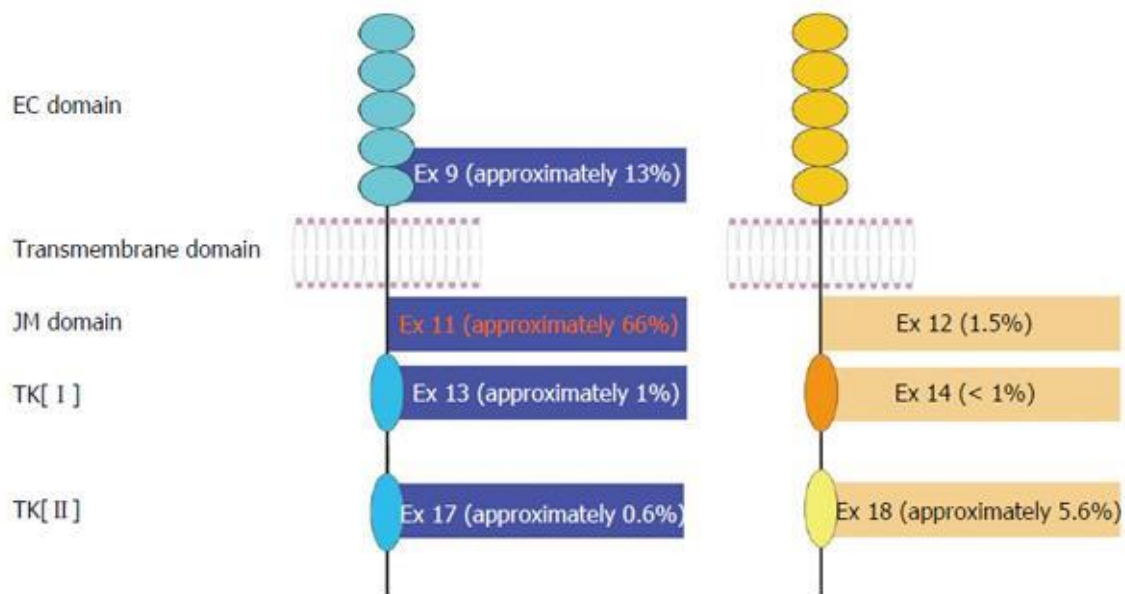 EC domain
Ex 9 (approximately 13%)
Transmembrane domain
JM domain
Ex 11 (approximately 66%)
Ex 12 (1.5%)
TK[ I ]
Ex 13 (approximately 1%)
Ex 14 (< 1%)
TK[ II ]
Ex 17 (approximately 0.6%)
Ex 18 (approximately 5.6%)